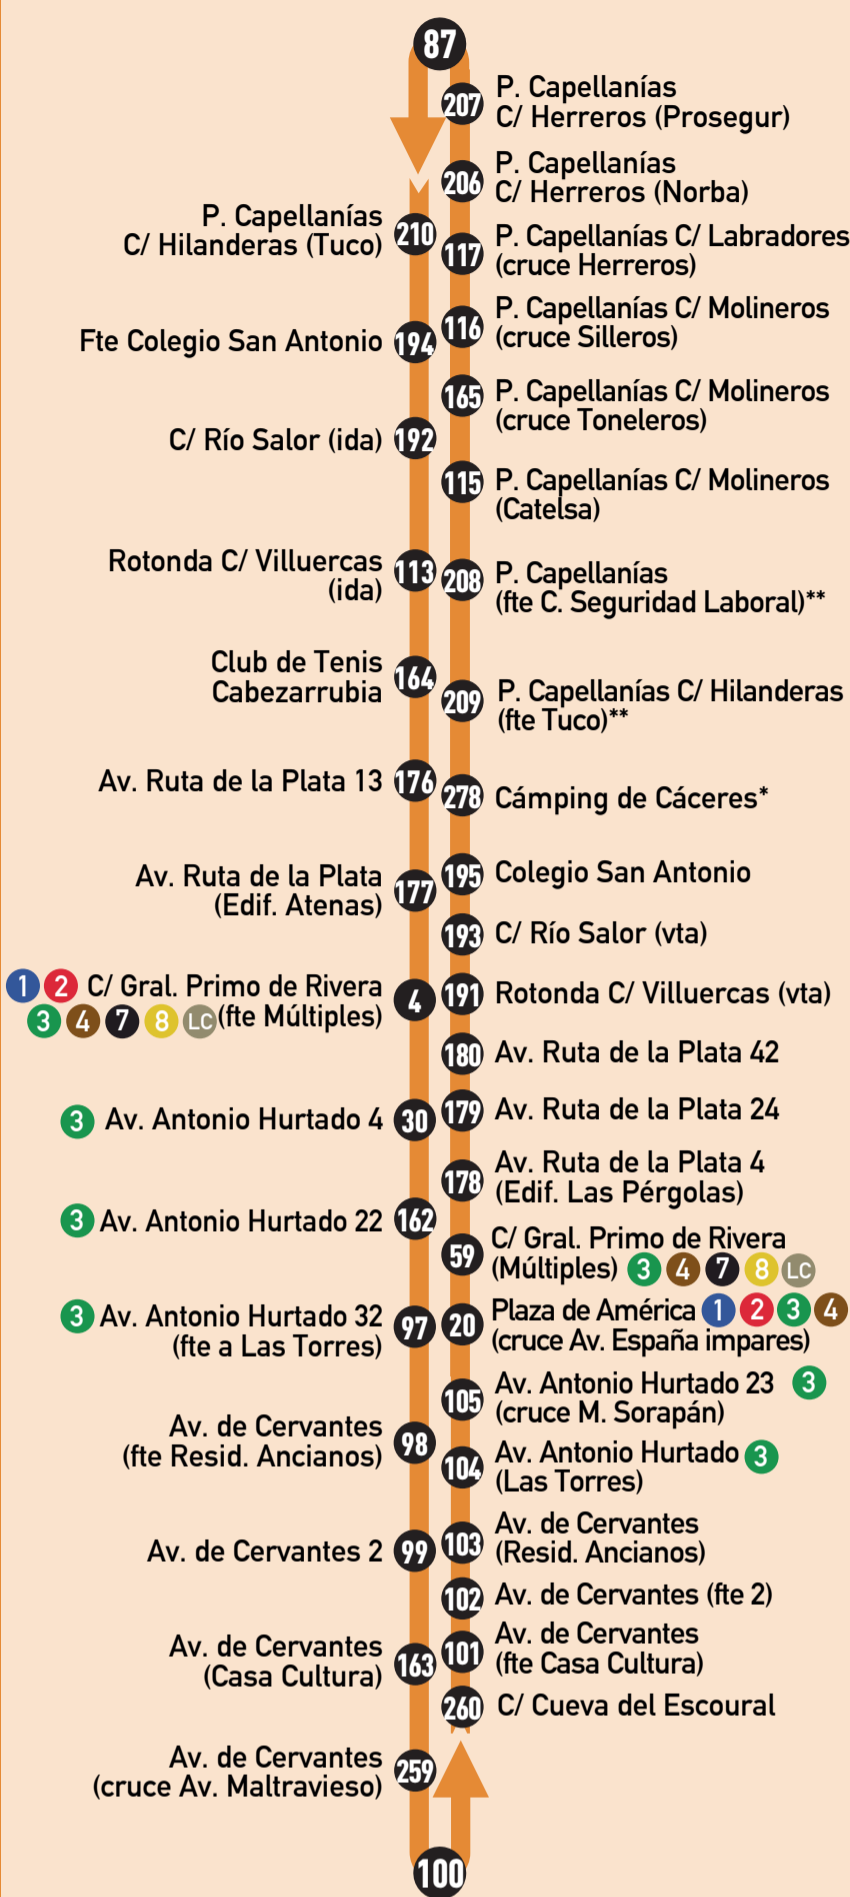 87
207 P. Capellanías
C/ Herreros (Prosegur)
206 P. Capellanías
C/ Herreros (Norba)
117 P. Capellanías C/ Labradores
(cruce Herreros)
116 P. Capellanías C/ Molineros
(cruce Silleros)
165 P. Capellanías C/ Molineros
(cruce Toneleros)
115 P. Capellanías C/ Molineros
(Catelsa)
208 P. Capellanías
(fte C. Seguridad Laboral)**
209 P. Capellanías C/ Hilanderas
(fte Tuco)**
278 Cámping de Cáceres*
195 Colegio San Antonio
193 C/ Río Salor (vta)
191 Rotonda C/ Villuercas (vta)
180 Av. Ruta de la Plata 42
179 Av. Ruta de la Plata 24
178 Av. Ruta de la Plata 4
(Edif. Las Pérgolas)
59 C/ Gral. Primo de Rivera
(Múltiples) 3 4 7 8 LC
20 Plaza de América 1 2 3 4
(cruce Av. España impares)
105 Av. Antonio Hurtado 23 3
(cruce M. Sorapán)
104 Av. Antonio Hurtado 3
(Las Torres)
103 Av. de Cervantes
(Resid. Ancianos)
102 Av. de Cervantes (fte 2)
101 Av. de Cervantes
(fte Casa Cultura)
260 C/ Cueva del Escoural
P. Capellanías
C/ Hilanderas (Tuco) 210
Fte Colegio San Antonio 194
C/ Río Salor (ida) 192
Rotonda C/ Villuercas 113
(ida)
Club de Tenis
Cabezarrubia 164
Av. Ruta de la Plata 13 176
Av. Ruta de la Plata
(Edif. Atenas) 177
1 2 C/ Gral. Primo de Rivera
3 4 7 8 LC (fte Múltiples) 4
3 Av. Antonio Hurtado 4 30
3 Av. Antonio Hurtado 22 162
3 Av. Antonio Hurtado 32
(fte a Las Torres) 97
Av. de Cervantes
(fte Resid. Ancianos) 98
Av. de Cervantes 2 99
Av. de Cervantes
(Casa Cultura) 163
Av. de Cervantes
(cruce Av. Maltravieso) 259
100